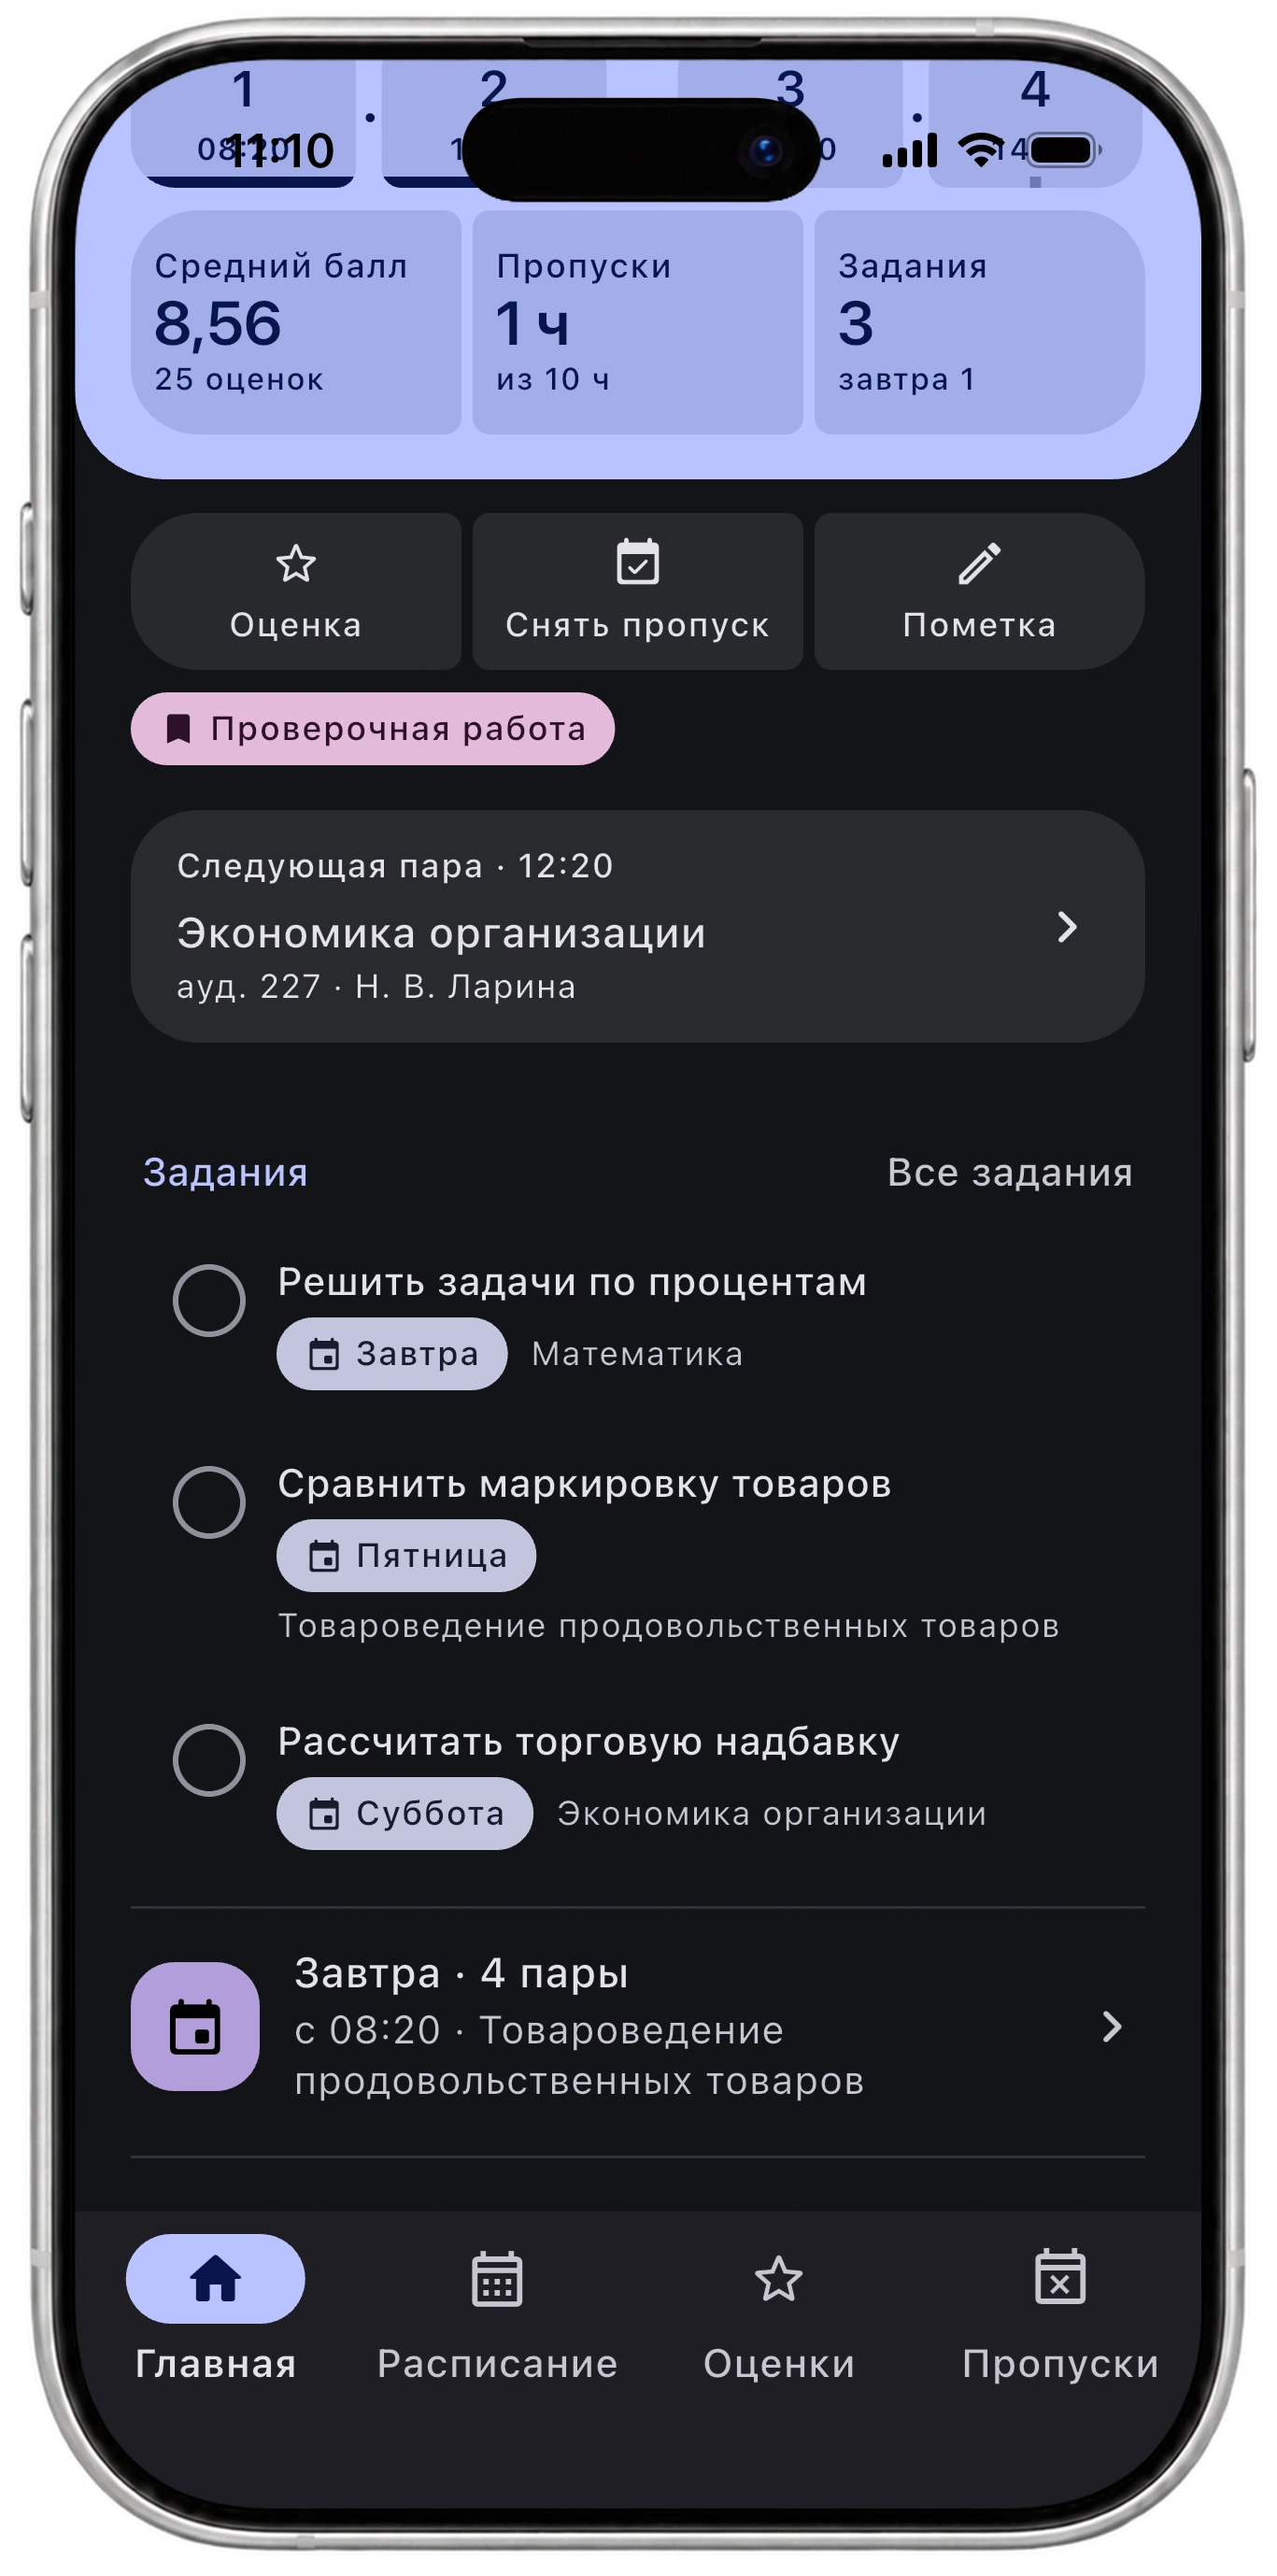 1
2
3
4
11:10
Средний балл
8,56
25 оценок
Пропуски
1 ч
из 10 ч
Задания
3
завтра 1
Оценка
Снять пропуск
Пометка
Проверочная работа
Следующая пара · 12:20
Экономика организации
ауд. 227 · Н. В. Ларина
Задания
Все задания
Решить задачи по процентам
Завтра
Математика
Сравнить маркировку товаров
Пятница
Товароведение продовольственных товаров
Рассчитать торговую надбавку
Суббота
Экономика организации
Завтра · 4 пары
с 08:20 · Товароведение
продовольственных товаров
Главная
Расписание
Оценки
Пропуски